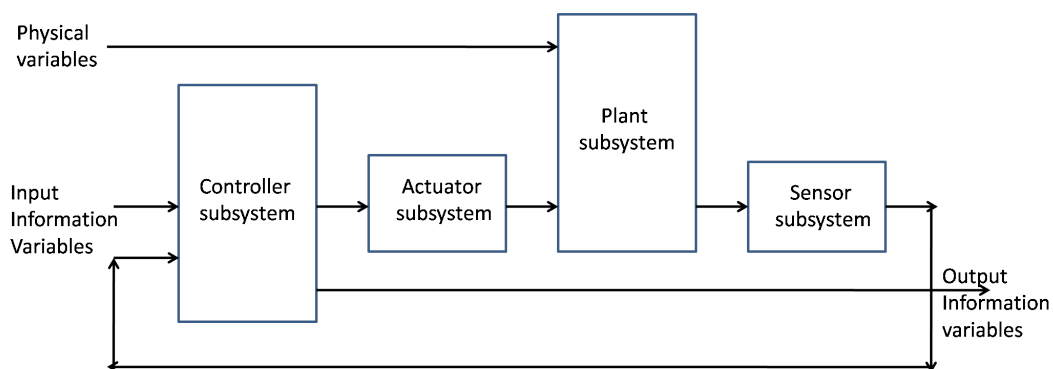 Physical
variables
Plant
subsystem
Controller
subsystem
Actuator
subsystem
Sensor
subsystem
Input
Information
Variables
Output
Information
variables